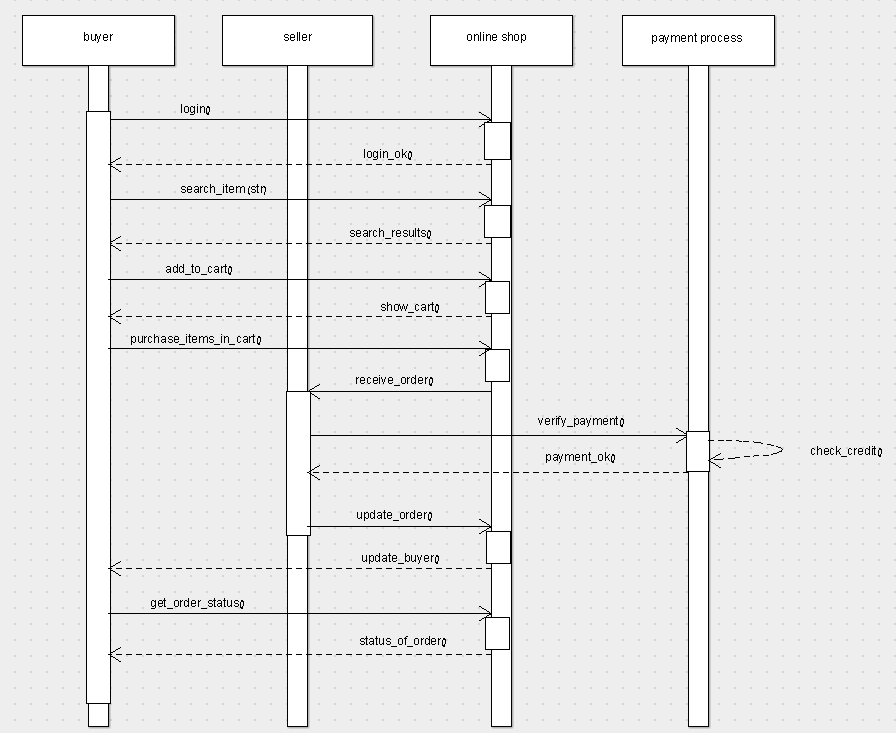 buyer
seller
online shop
payment process
login()
login_ok()
search_item(str)
search_results()
add_to_cart()
show_cart()
purchase_items_in_cart()
receive_order()
verify_payment()
check_credit()
payment_ok()
update_order()
update_buyer()
get_order_status()
status_of_order()